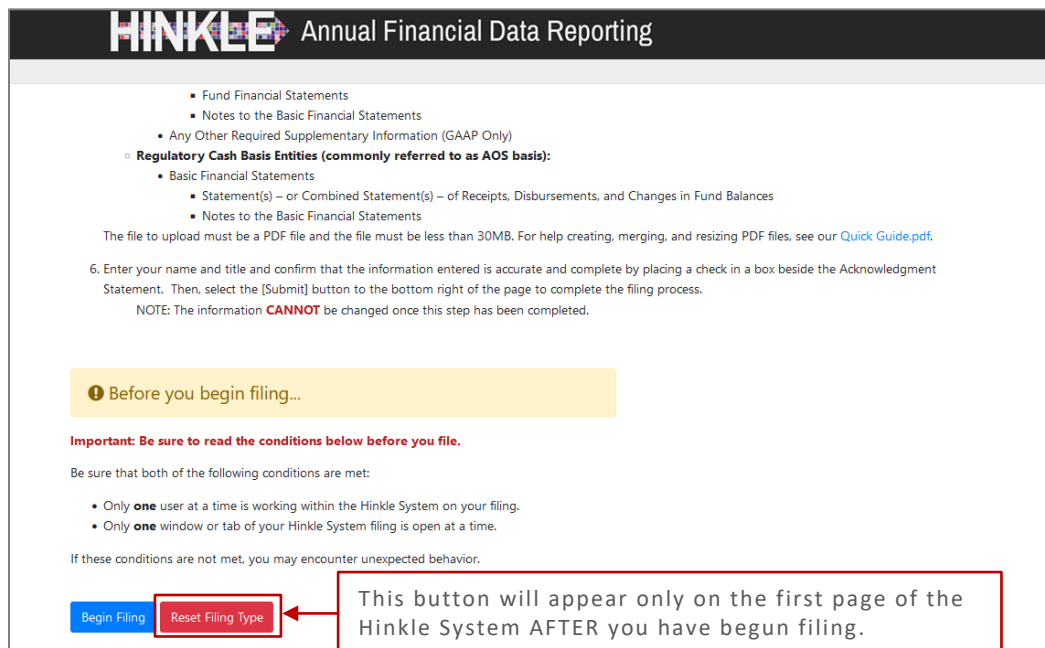 HINKLE Annual Financial Data Reporting
▪ Fund Financial Statements
▪ Notes to the Basic Financial Statements
• Any Other Required Supplementary Information (GAAP Only)
○ Regulatory Cash Basis Entities (commonly referred to as AOS basis):
• Basic Financial Statements
▪ Statement(s) – or Combined Statement(s) – of Receipts, Disbursements, and Changes in Fund Balances
▪ Notes to the Basic Financial Statements
The file to upload must be a PDF file and the file must be less than 30MB. For help creating, merging, and resizing PDF files, see our Quick Guide.pdf.
6. Enter your name and title and confirm that the information entered is accurate and complete by placing a check in a box beside the Acknowledgment
Statement. Then, select the [Submit] button to the bottom right of the page to complete the filing process.
NOTE: The information CANNOT be changed once this step has been completed.
Before you begin filing...
Important: Be sure to read the conditions below before you file.
Be sure that both of the following conditions are met:
• Only one user at a time is working within the Hinkle System on your filing.
• Only one window or tab of your Hinkle System filing is open at a time.
If these conditions are not met, you may encounter unexpected behavior.
Begin Filing Reset Filing Type
This button will appear only on the first page of the
Hinkle System AFTER you have begun filing.